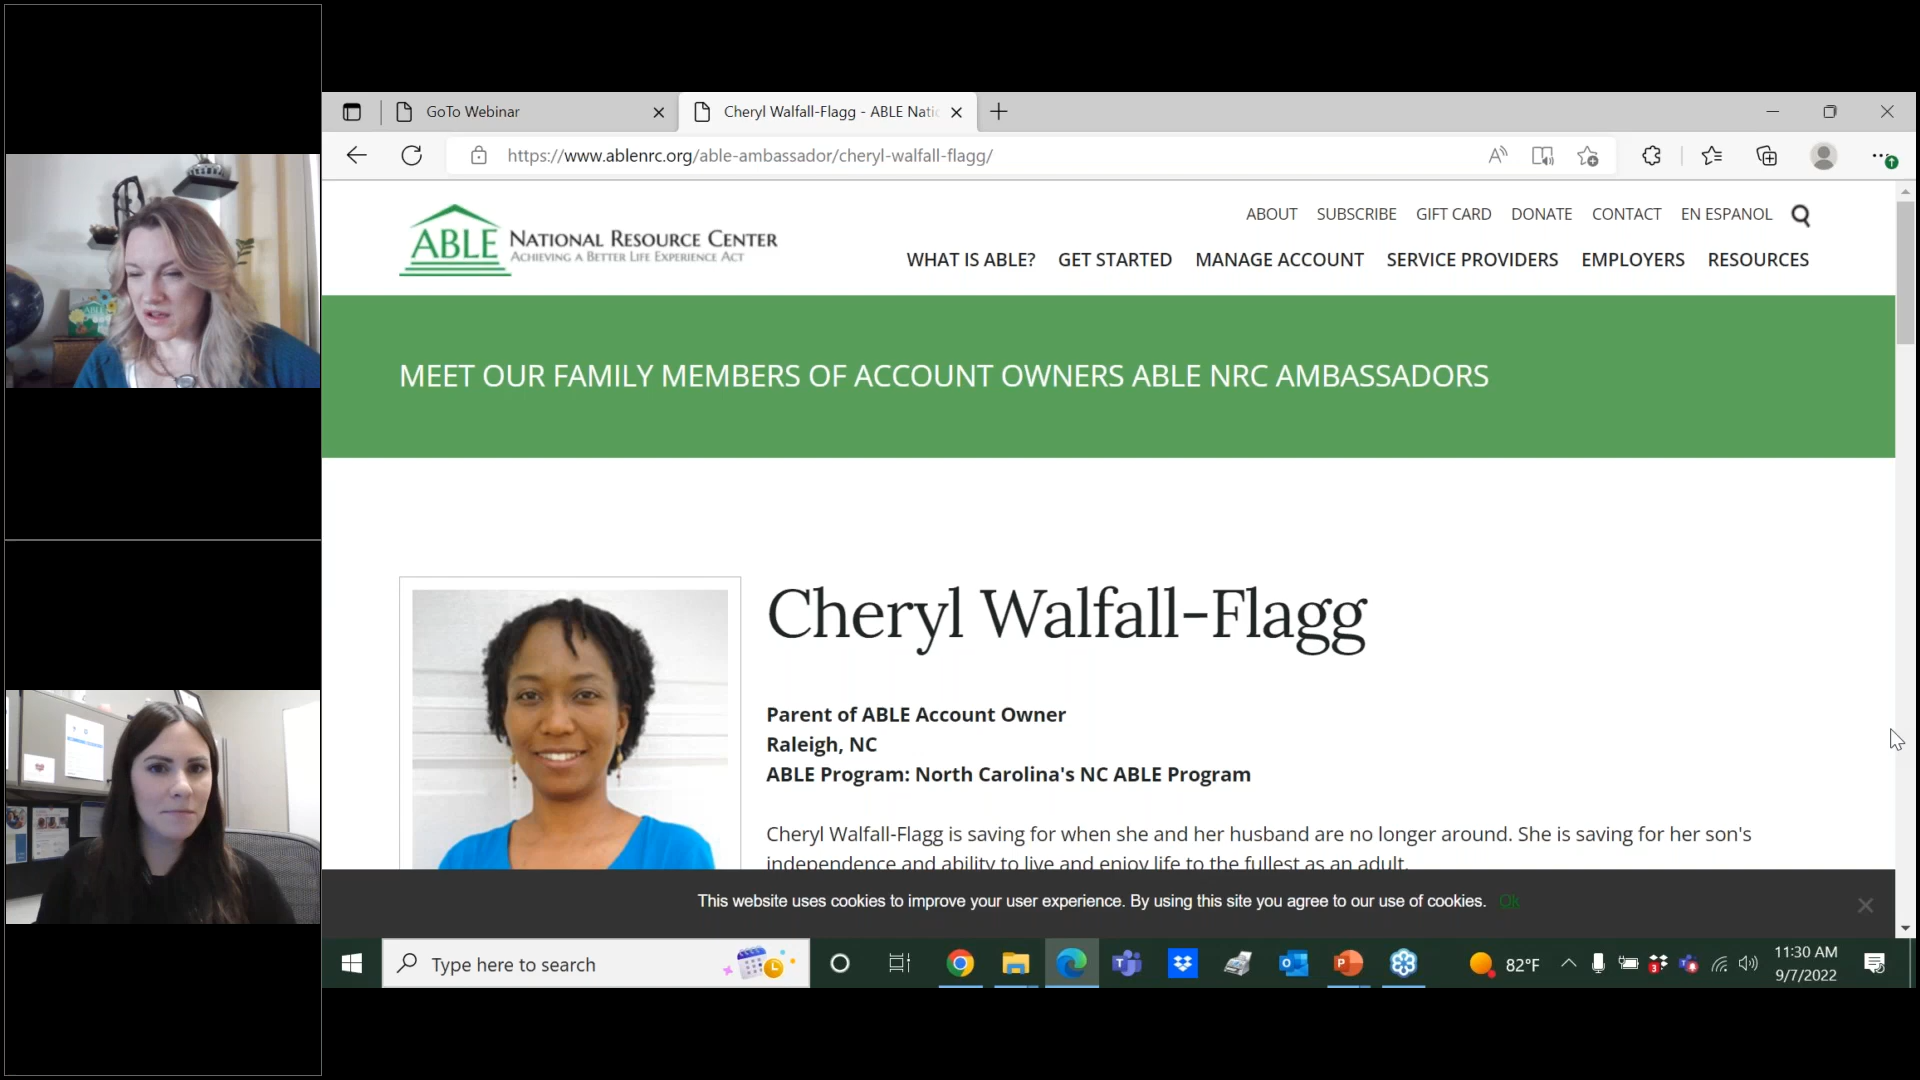 GoTo Webinar
Cheryl Walfall-Flagg - ABLE Natio
https://www.ablenrc.org/able-ambassador/cheryl-walfall-flagg/
ABLE NATIONAL RESOURCE CENTER
ACHIEVING A BETTER LIFE EXPERIENCE ACT
ABOUT SUBSCRIBE GIFT CARD DONATE CONTACT EN ESPANOL
WHAT IS ABLE? GET STARTED MANAGE ACCOUNT SERVICE PROVIDERS EMPLOYERS RESOURCES
MEET OUR FAMILY MEMBERS OF ACCOUNT OWNERS ABLE NRC AMBASSADORS
Cheryl Walfall-Flagg
Parent of ABLE Account Owner
Raleigh, NC
ABLE Program: North Carolina's NC ABLE Program
Cheryl Walfall-Flagg is saving for when she and her husband are no longer around. She is saving for her son's
independence and ability to live and enjoy life to the fullest as an adult.
This website uses cookies to improve your user experience. By using this site you agree to our use of cookies. Ok
Type here to search
82°F
11:30 AM
9/7/2022